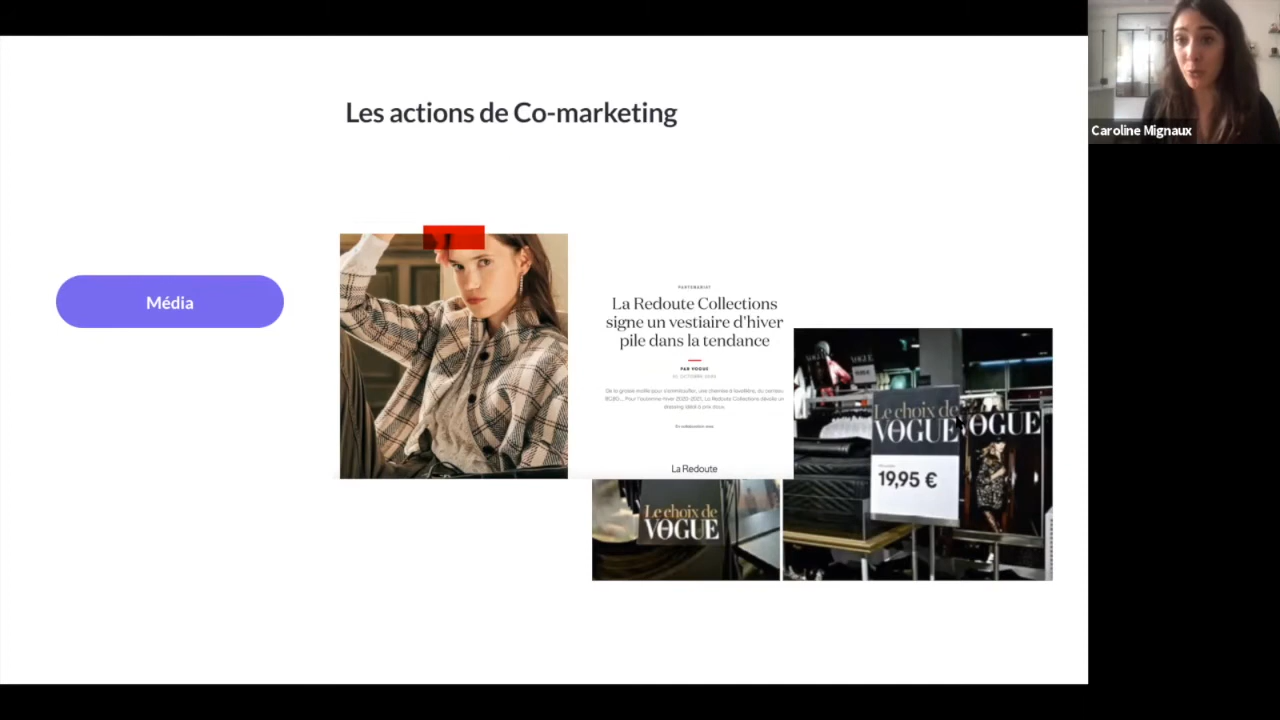 Les actions de Co-marketing
Caroline Mignaux
Média
PARTENARIAT
La Redoute Collections
signe un vestiaire d'hiver
pile dans la tendance
PAR VOGUE
La Redoute
Le choix de
VOGUE
VOGUE
Le choix de
VOGUE
VOGUE
19,95 €